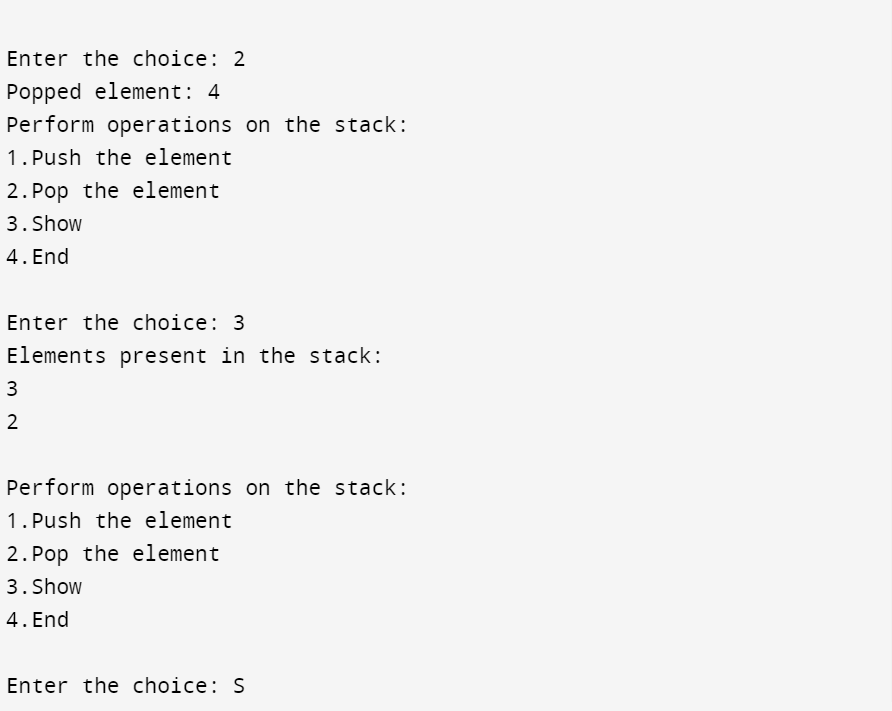 Enter the choice: 2
Popped element: 4
Perform operations on the stack:
1.Push the element
2.Pop the element
3.Show
4.End
Enter the choice: 3
Elements present in the stack:
3
2
Perform operations on the stack:
1.Push the element
2.Pop the element
3.Show
4.End
Enter the choice: S